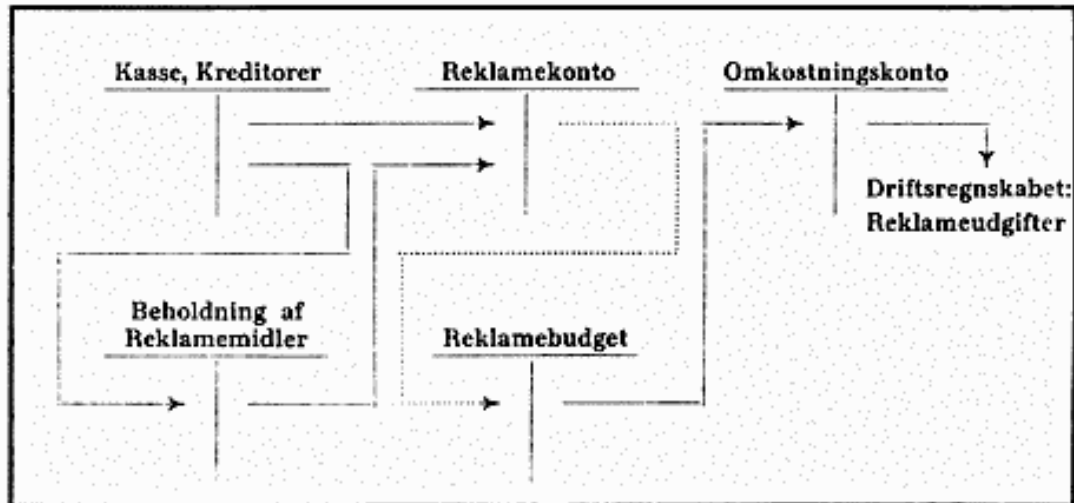 Kasse, Kreditorer
Reklamekonto
Omkostningskonto
Driftsregnskabet:
Reklameudgifter
Beholdning af
Reklamemidler
Reklamebudget